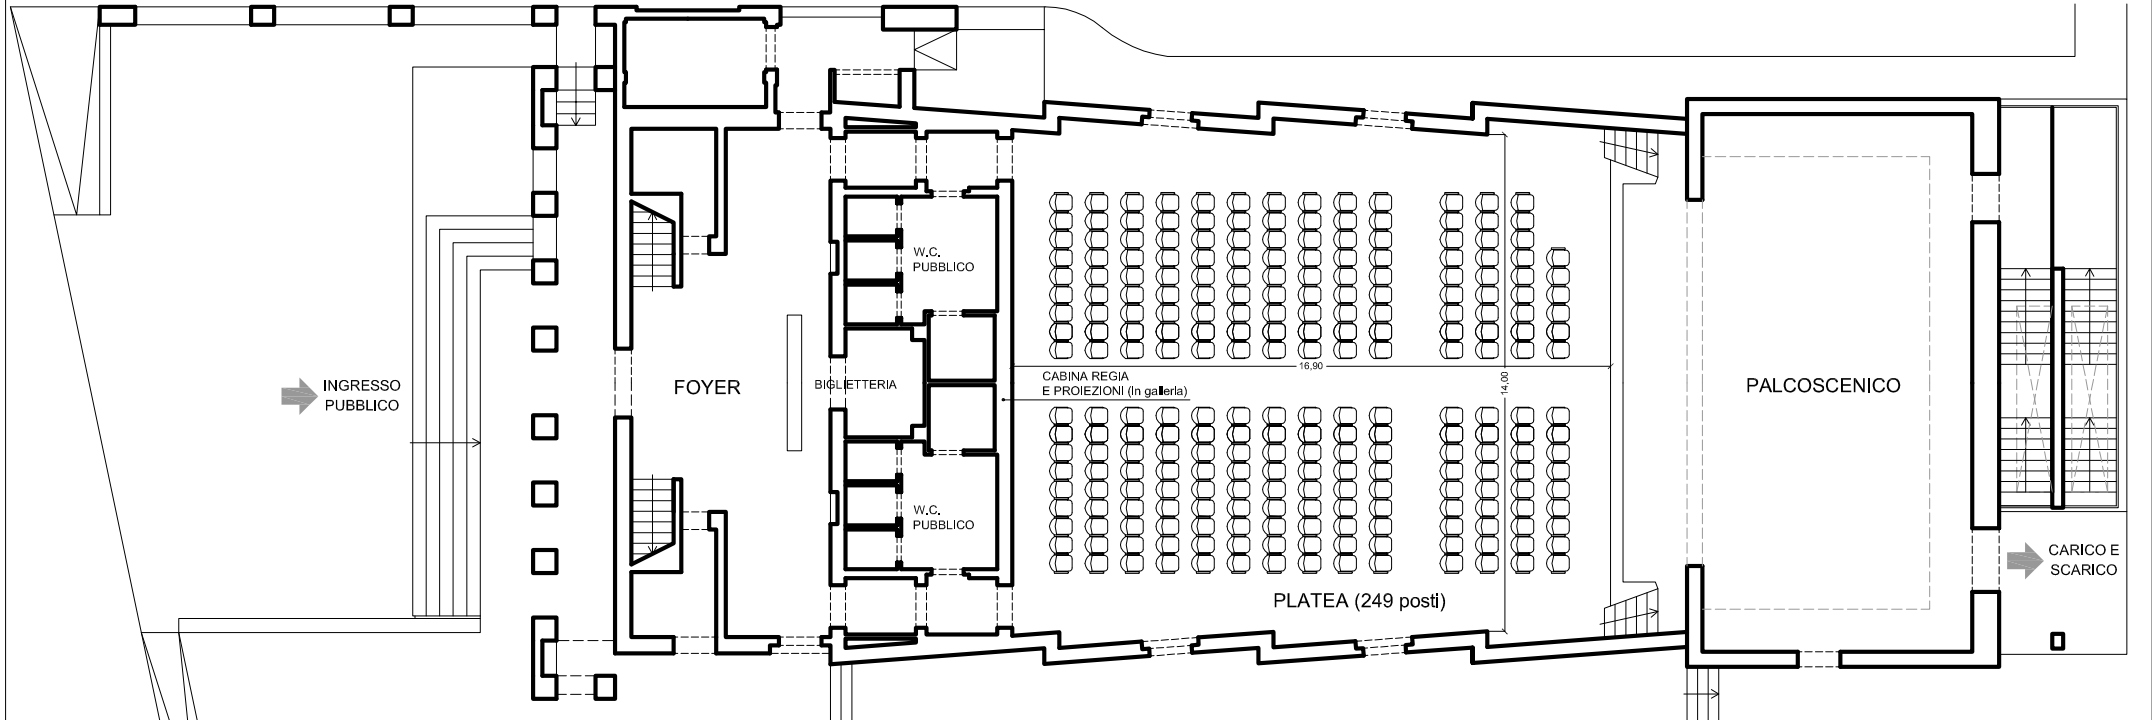 INGRESSO
PUBBLICO
FOYER
BIGLIETTERIA
W.C.
PUBBLICO
W.C.
PUBBLICO
CABINA REGIA
E PROIEZIONI (in galleria)
16,90
14,00
PLATEA (249 posti)
PALCOSCENICO
CARICO E
SCARICO